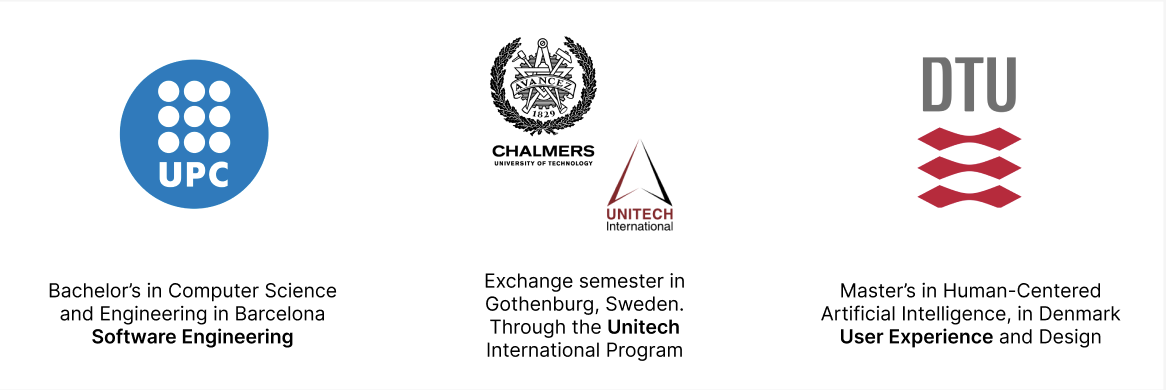 UPC
Bachelor’s in Computer Science
and Engineering in Barcelona
Software Engineering
AVANCEZ
1829
CHALMERS
UNIVERSITY OF TECHNOLOGY
UNITECH
International
Exchange semester in
Gothenburg, Sweden.
Through the Unitech
International Program
DTU
Master’s in Human-Centered
Artificial Intelligence, in Denmark
User Experience and Design